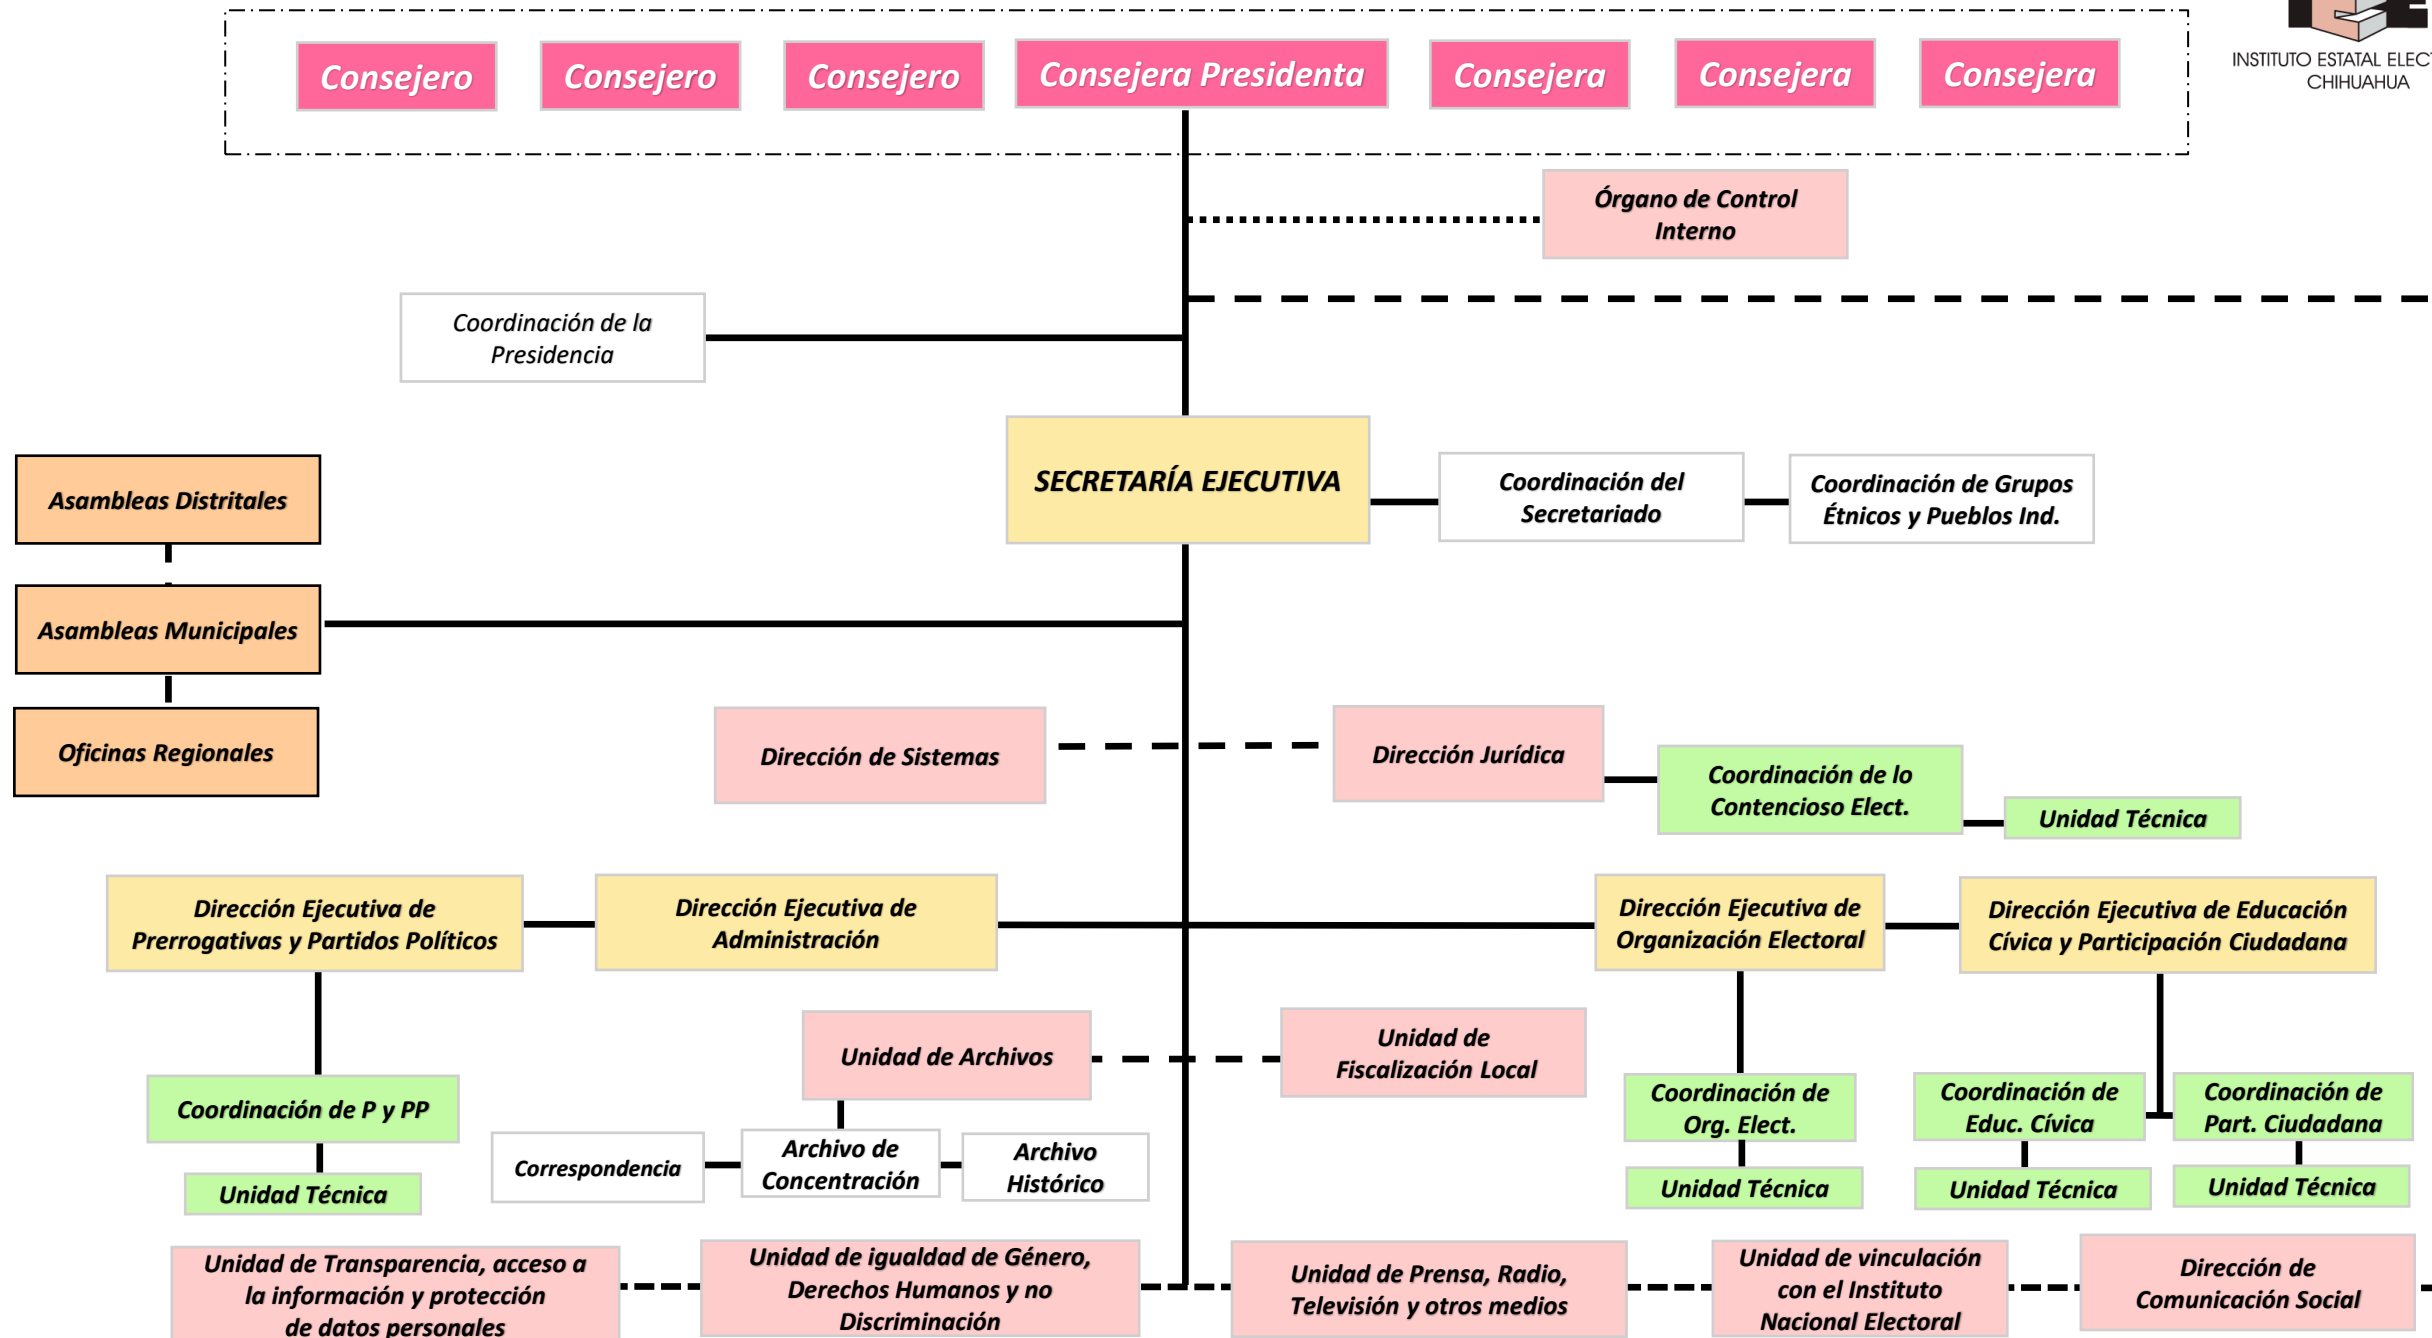 Consejero
Consejero
Consejero
Consejera Presidenta
Consejera
Consejera
Consejera
INSTITUTO ESTATAL ELEC
CHIHUAHUA
Órgano de Control
Interno
Coordinación de la
Presidencia
SECRETARÍA EJECUTIVA
Coordinación del
Secretariado
Coordinación de Grupos
Étnicos y Pueblos Ind.
Asambleas Distritales
Asambleas Municipales
Oficinas Regionales
Dirección de Sistemas
Dirección Jurídica
Coordinación de lo
Contencioso Elect.
Unidad Técnica
Dirección Ejecutiva de
Prerrogativas y Partidos Políticos
Dirección Ejecutiva de
Administración
Dirección Ejecutiva de
Organización Electoral
Dirección Ejecutiva de Educación
Cívica y Participación Ciudadana
Unidad de Archivos
Unidad de
Fiscalización Local
Coordinación de P y PP
Unidad Técnica
Correspondencia
Archivo de
Concentración
Archivo
Histórico
Coordinación de
Org. Elect.
Unidad Técnica
Coordinación de
Educ. Cívica
Unidad Técnica
Coordinación de
Part. Ciudadana
Unidad Técnica
Unidad de Transparencia, acceso a
la información y protección
de datos personales
Unidad de igualdad de Género,
Derechos Humanos y no
Discriminación
Unidad de Prensa, Radio,
Televisión y otros medios
Unidad de vinculación
con el Instituto
Nacional Electoral
Dirección de
Comunicación Social